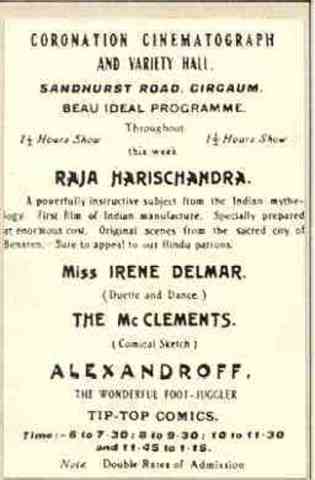 CORONATION CINEMATOGRAPH
AND VARIETY HALL.
SANDHURST ROAD, GIRGAUM.
BEAU IDEAL PROGRAMME.
Throughout
1½ Hours Show 1½ Hours Show
this week
RAJA HARISCHANDRA.
A powerfully instructive subject from the Indian mytho-
logy. First film of Indian manufacture. Specially prepared
at enormous cost. Original scenes from the sacred city of
Benares. Sure to appeal to our Hindu patrons.
Miss IRENE DELMAR.
(Duette and Dance.)
THE McCLEMENTS.
(Comical Sketch)
ALEXANDROFF,
THE WONDERFUL FOOT-JUGGLER
TIP-TOP COMICS.
Time:-6 to 7-30; 8 to 9-30; 10 to 11-30
and 11-45 to 1-15.
Note Double Rates of Admission